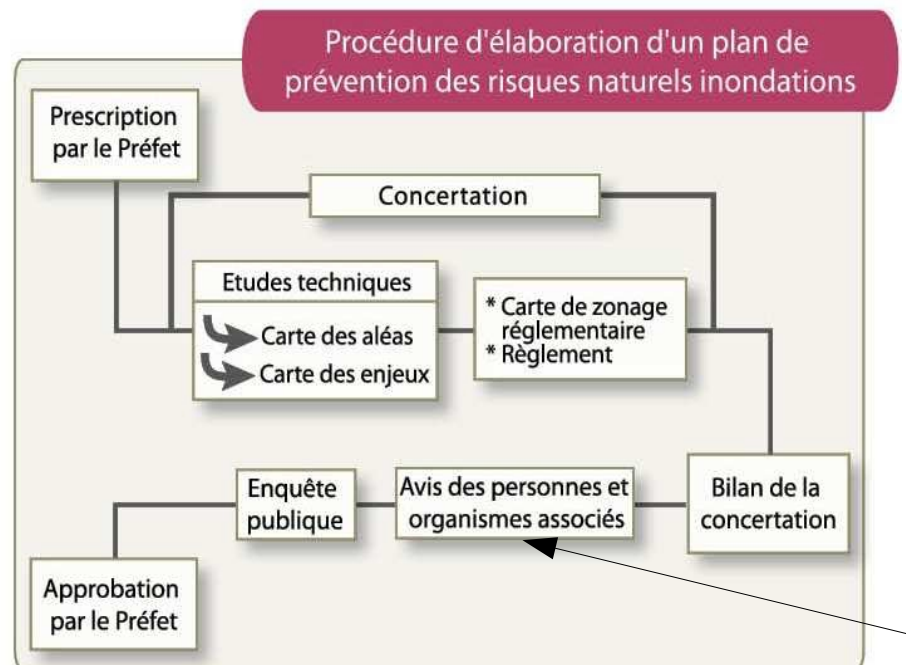 Procédure d'élaboration d'un plan de
prévention des risques naturels inondations
Prescription
par le Préfet
Concertation
Etudes techniques
Carte des aléas
Carte des enjeux
* Carte de zonage
réglementaire
* Règlement
Bilan de la
concertation
Avis des personnes et
organismes associés
Enquête
publique
Approbation
par le Préfet